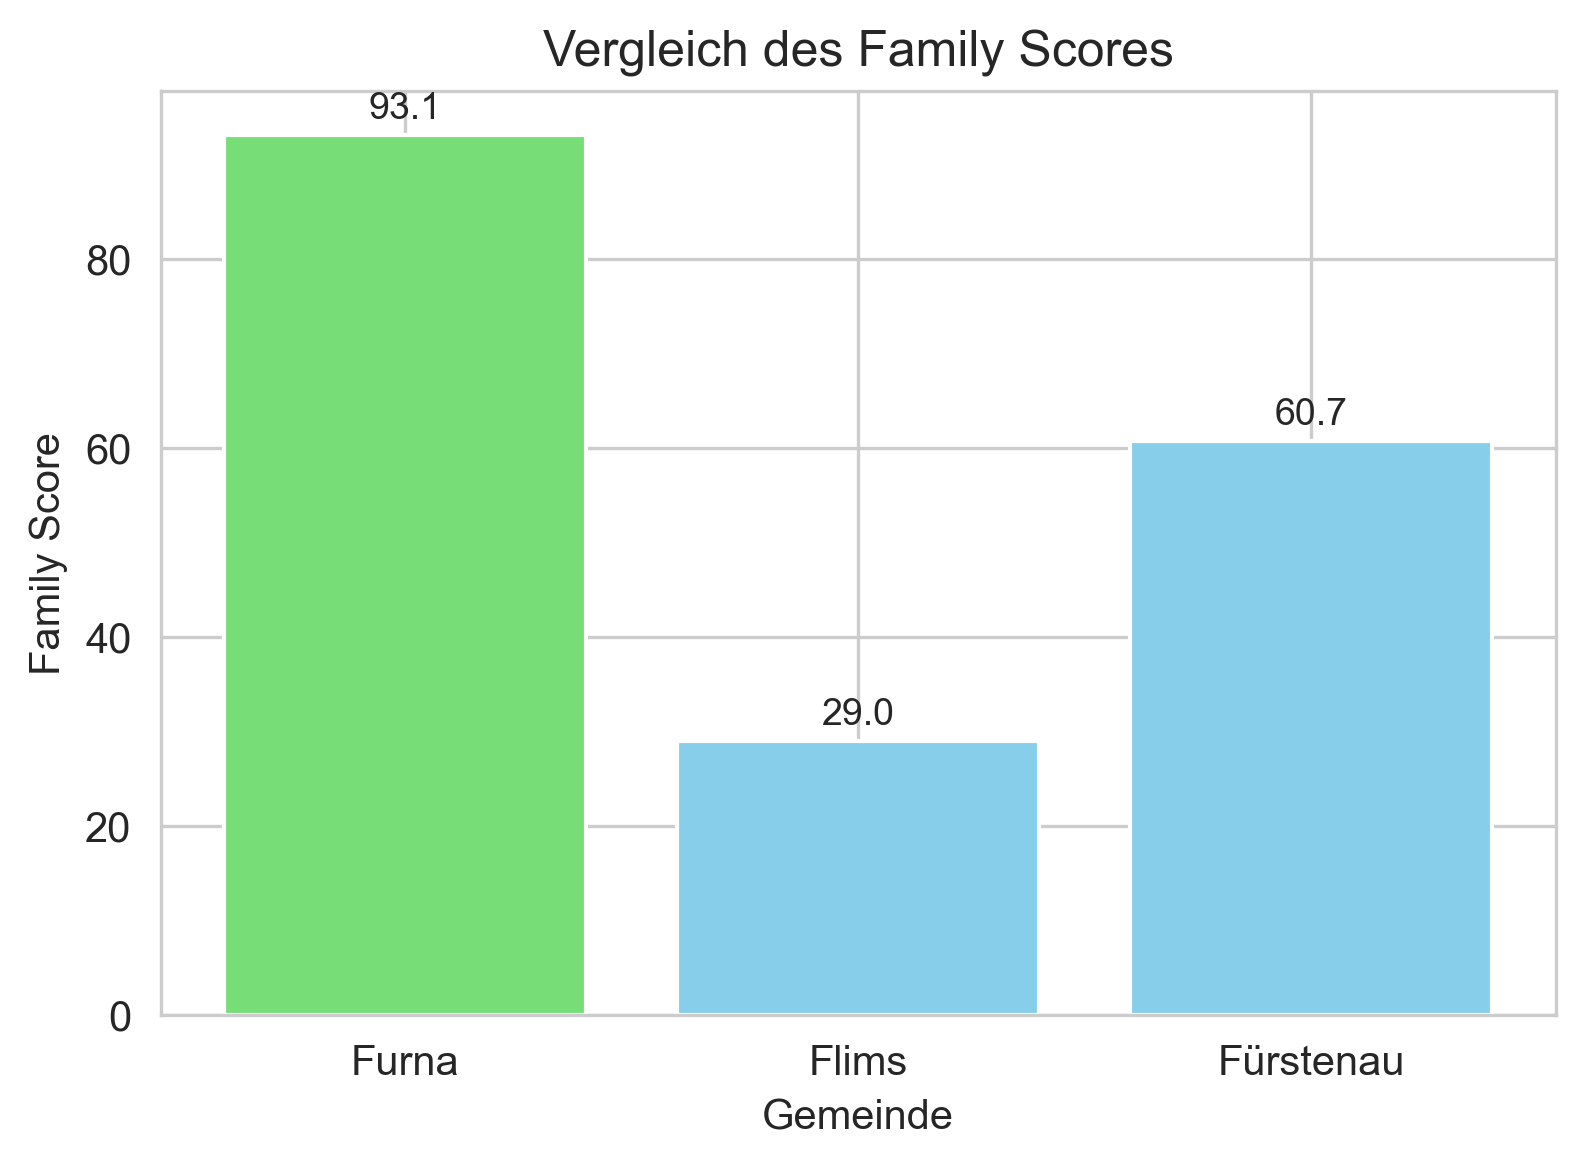 Vergleich des Family Scores
93.1
80
60.7
60
40
29.0
20
0
Family Score
Furna
Flims
Fürstenau
Gemeinde